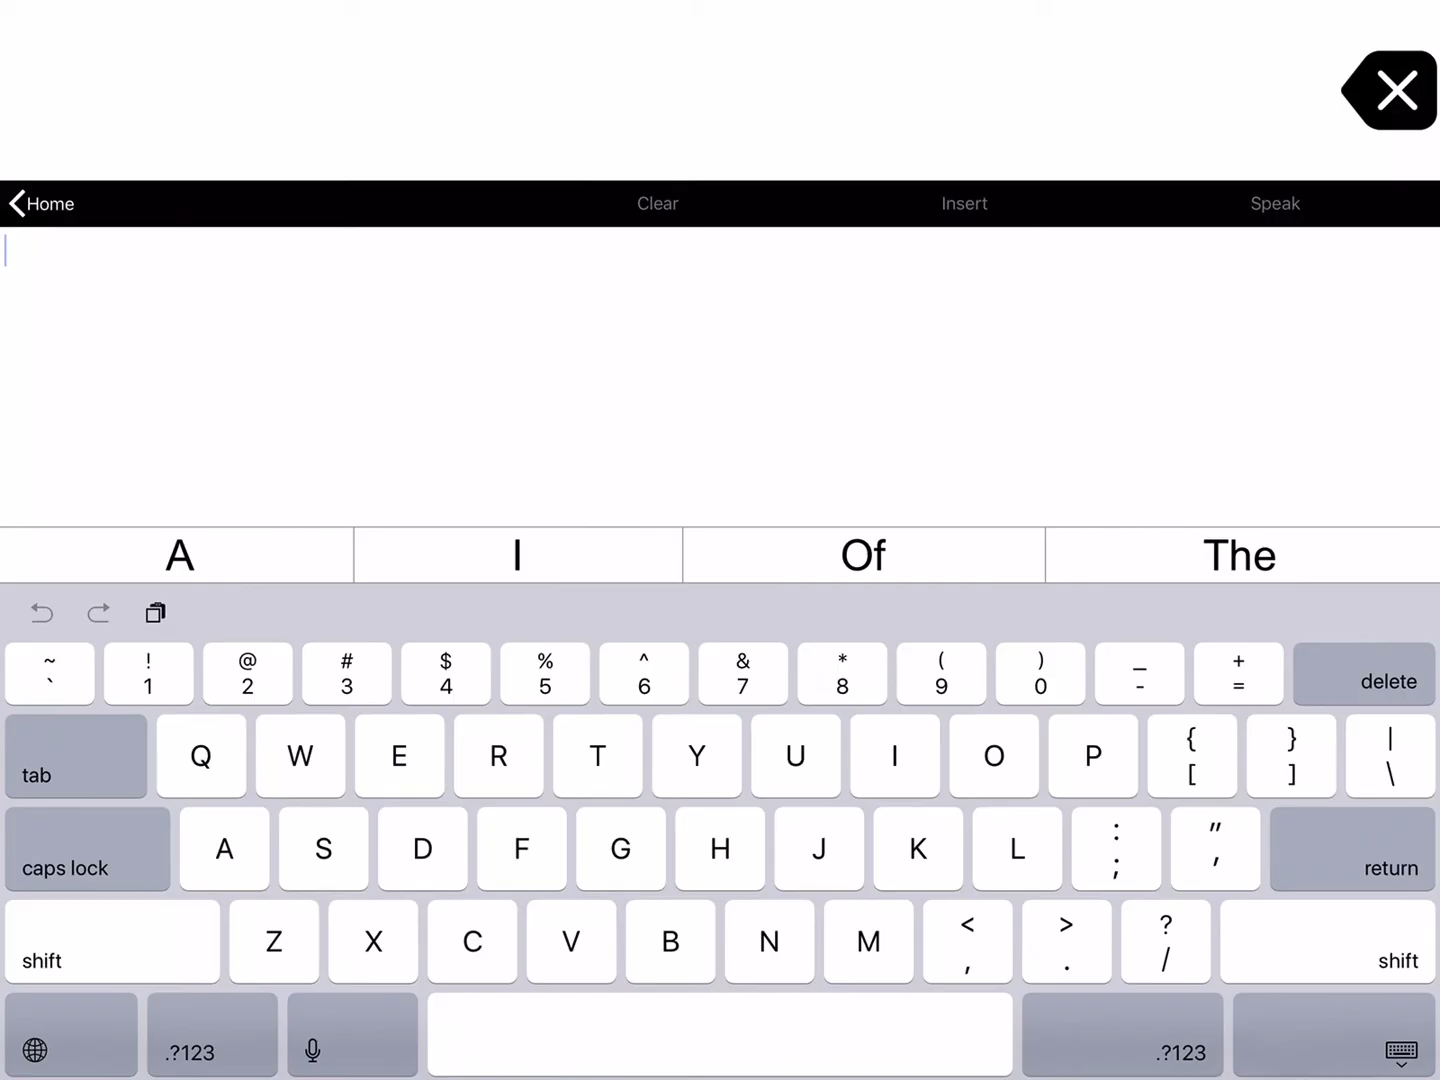 Home Clear Insert Speak
A I Of The
~ ! @ # $ % ^ & * ( ) _ +
` 1 2 3 4 5 6 7 8 9 0 - = delete
tab Q W E R T Y U I O P { [ } ] | \
caps lock A S D F G H J K L : ; " ' return
shift Z X C V B N M < , > . ? / shift
.?123 .?123